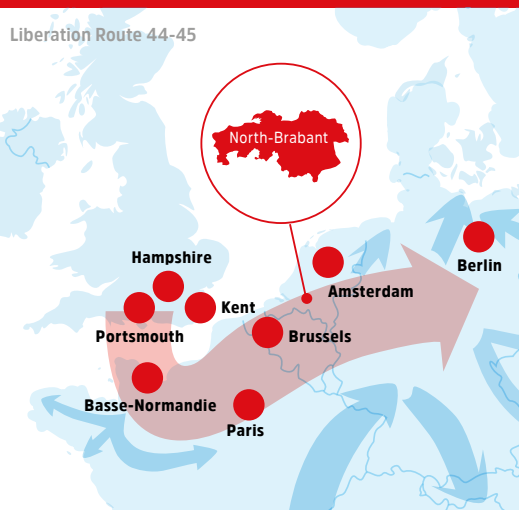 Liberation Route 44-45
North-Brabant
Hampshire
Berlin
Amsterdam
Kent
Portsmouth
Brussels
Basse-Normandie
Paris